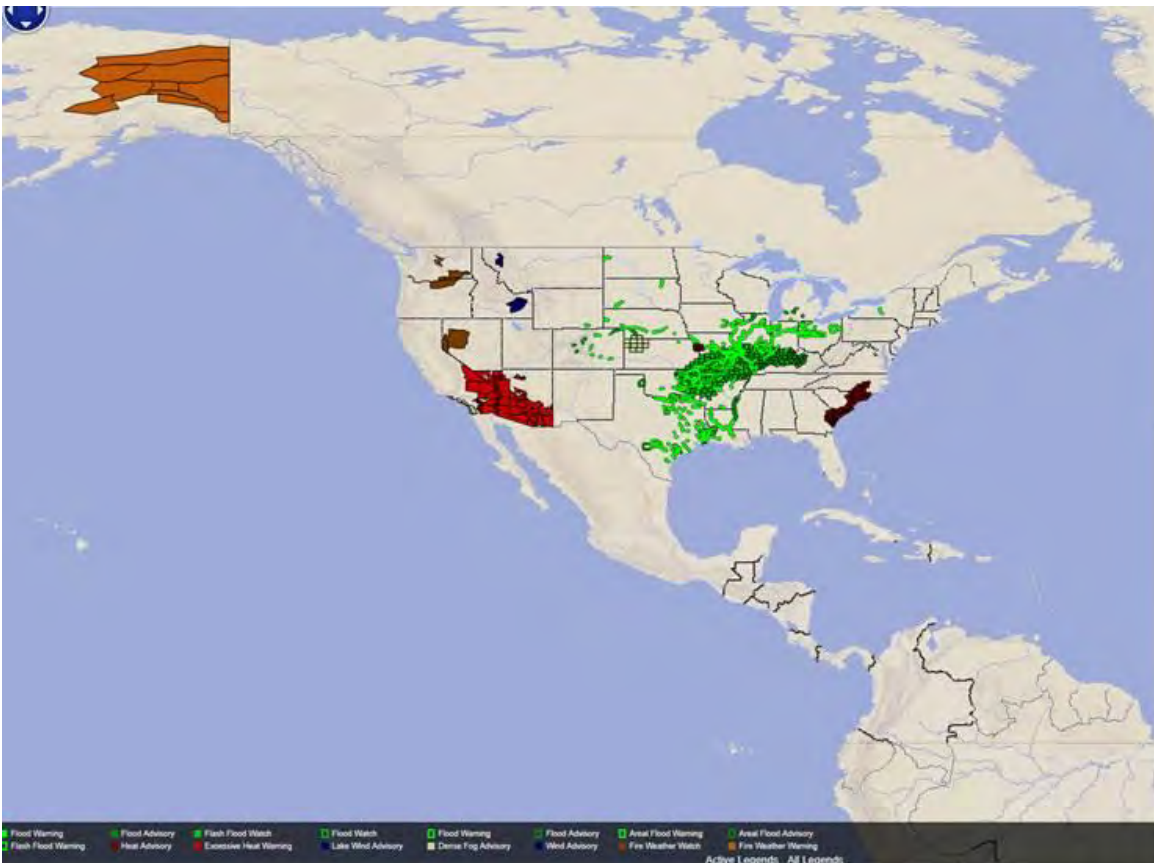 Flood Warning Flood Advisory Flash Flood Watch Flood Watch Flood Warning Flood Advisory Areal Flood Warning Areal Flood Advisory
Flash Flood Warning Heat Advisory Excessive Heat Warning Lake Wind Advisory Dense Fog Advisory Wind Advisory Fire Weather Watch Fire Weather Warning
Active Legends All Legends